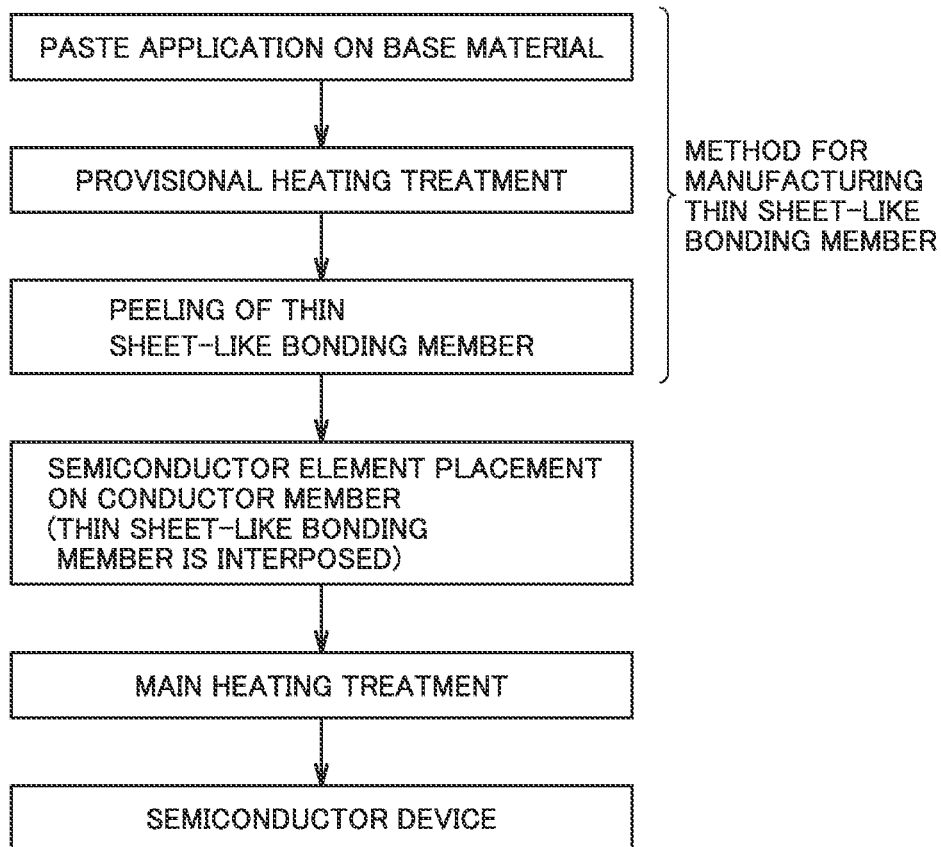 PASTE APPLICATION ON BASE MATERIAL
PROVISIONAL HEATING TREATMENT
PEELING OF THIN
SHEET-LIKE BONDING MEMBER
METHOD FOR
MANUFACTURING
THIN SHEET-LIKE
BONDING MEMBER
SEMICONDUCTOR ELEMENT PLACEMENT
ON CONDUCTOR MEMBER
(THIN SHEET-LIKE BONDING
MEMBER IS INTERPOSED)
MAIN HEATING TREATMENT
SEMICONDUCTOR DEVICE